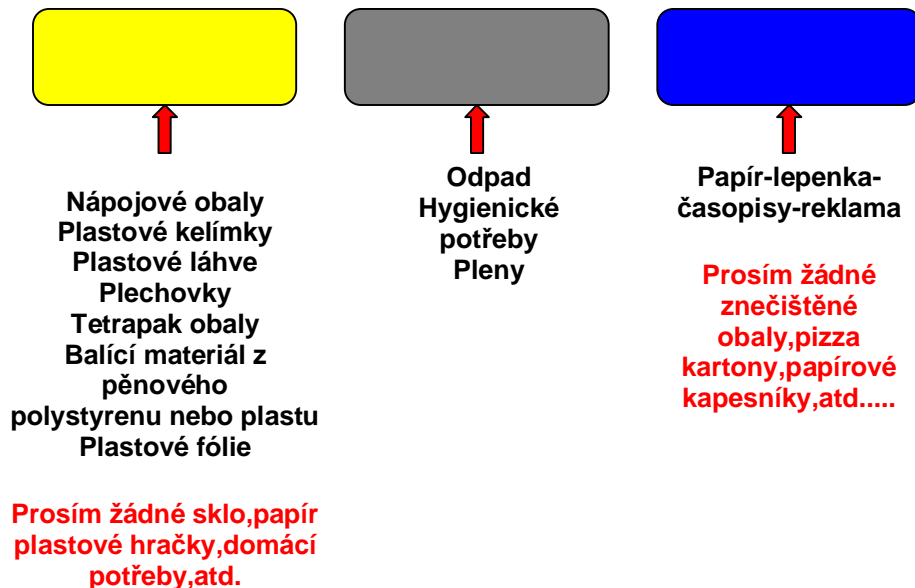 Nápojové obaly
Plastové kelímky
Plastové láhve
Plechovky
Tetrapak obaly
Balící materiál z
pěnového
polystyrenu nebo plastu
Plastové fólie
Prosím žádné sklo,papír
plastové hračky,domácí
potřeby,atd.
Odpad
Hygienické
potřeby
Pleny
Papír-lepenka-
časopisy-reklama
Prosím žádné
znečištěné
obaly,pizza
kartony,papírové
kapesníky,atd.....